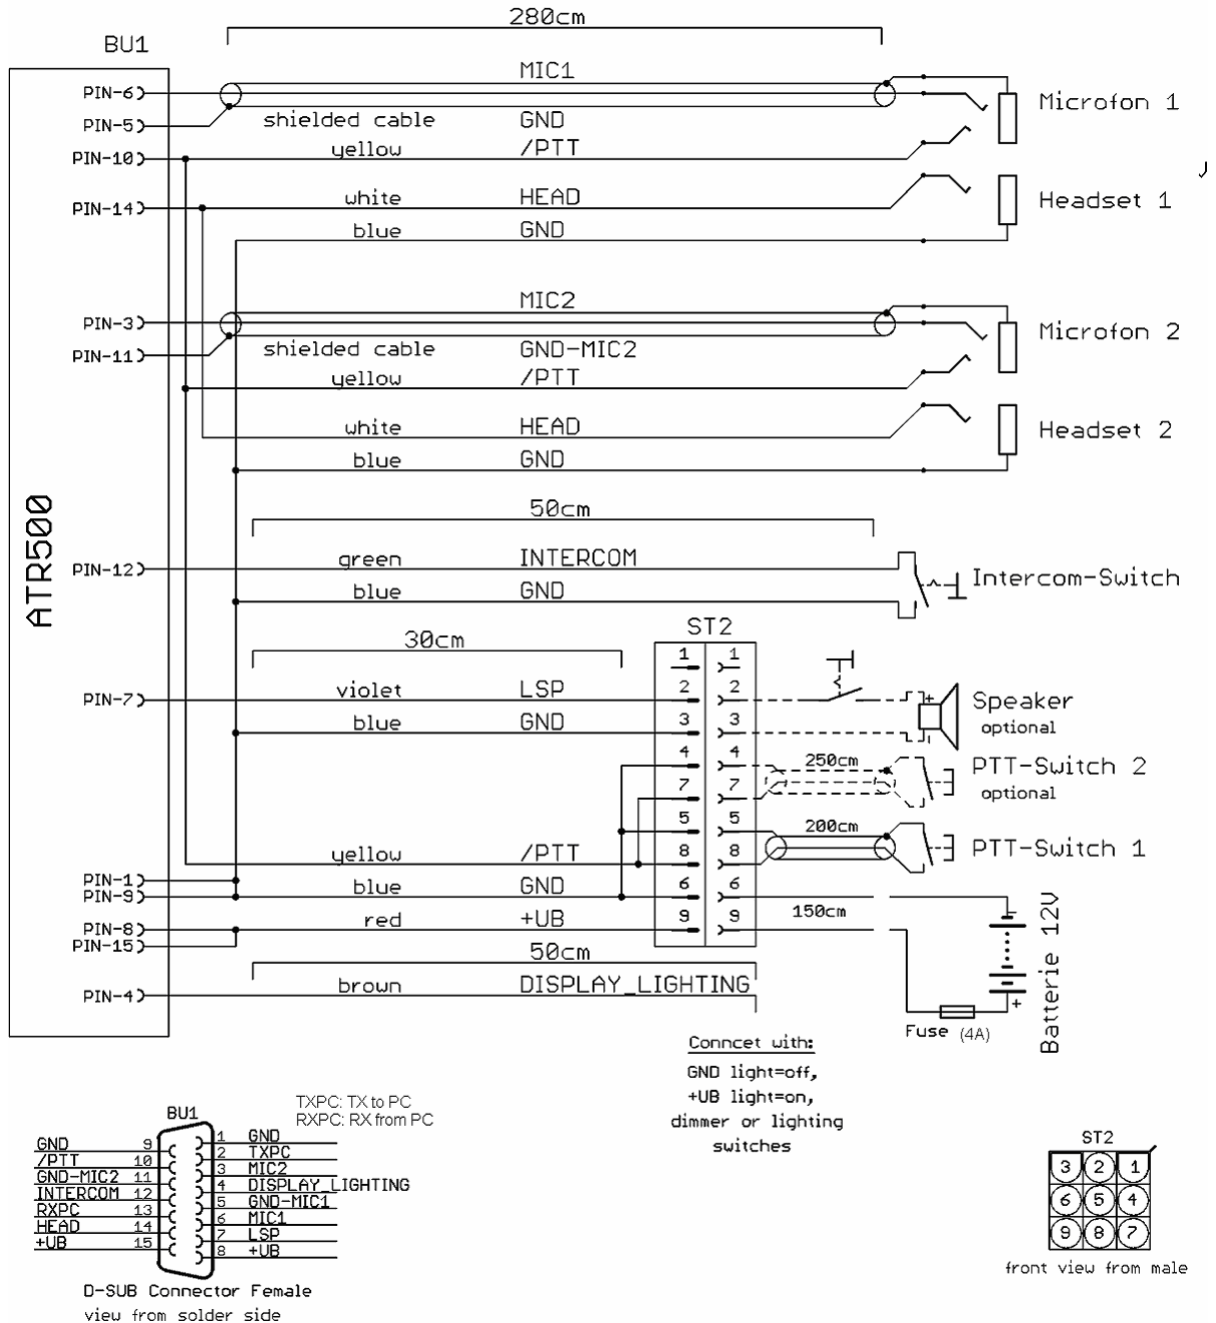 280cm
BU1
MIC1
PIN-6
Microfon 1
shielded cable GND
PIN-5
yellow /PTT
PIN-10
white HEAD
PIN-14
Headset 1
blue GND
MIC2
PIN-3
Microfon 2
shielded cable GND-MIC2
PIN-11
yellow /PTT
white HEAD
Headset 2
blue GND
ATR500
50cm
green INTERCOM
PIN-12
Intercom-Switch
blue GND
ST2
30cm
1 1
violet LSP 2 2
PIN-7
Speaker
+
optional
blue GND 3 3
4 4
250cm
PTT-Switch 2
optional
7 7
5 5
200cm
PTT-Switch 1
yellow /PTT 8 8
PIN-1
blue GND 6 6
PIN-9
150cm
red +UB 9 9
PIN-8
PIN-15
50cm
brown DISPLAY_LIGHTING
PIN-4
-
+
Batterie 12V
Fuse (4A)
Conncet with:
GND light=off,
+UB light=on,
dimmer or lighting
switches
TXPC: TX to PC
RXPC: RX from PC
BU1
1 GND
GND 9
2 TXPC
/PTT 10
3 MIC2
GND-MIC2 11
4 DISPLAY_LIGHTING
INTERCOM 12
5 GND-MIC1
RXPC 13
6 MIC1
HEAD 14
7 LSP
+UB 15
8 +UB
D-SUB Connector Female
view from solder side
ST2
3 2 1
6 5 4
9 8 7
front view from male